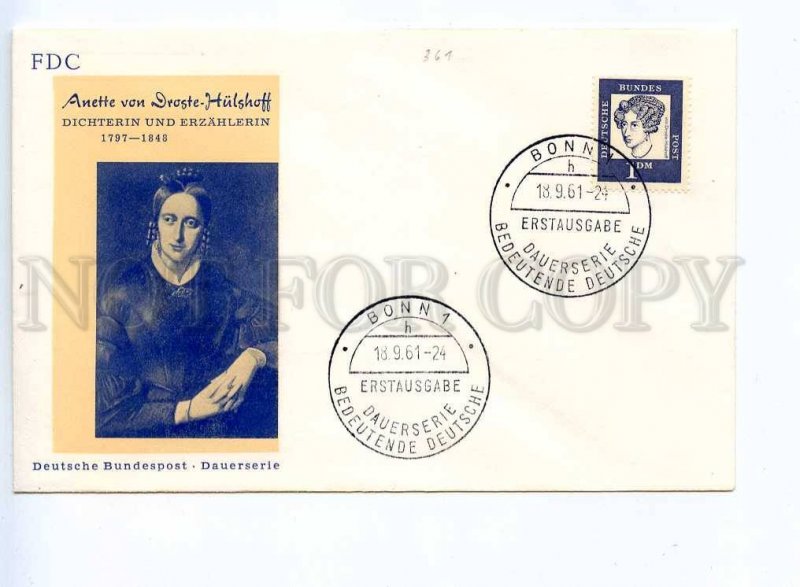 FDC
361
Anette von Droste-Hülshoff
DICHTERIN UND ERZÄHLERIN
1797—1848
DEUTSCHE
BUNDES
POST
1 DM
BONN 1
h
18.9.61-24
ERSTAUSGABE
DAUERSERIE
BEDEUTENDE DEUTSCHE
NOT FOR COPY
BONN 1
h
18.9.61-24
ERSTAUSGABE
DAUERSERIE
BEDEUTENDE DEUTSCHE
Deutsche Bundespost · Dauerserie